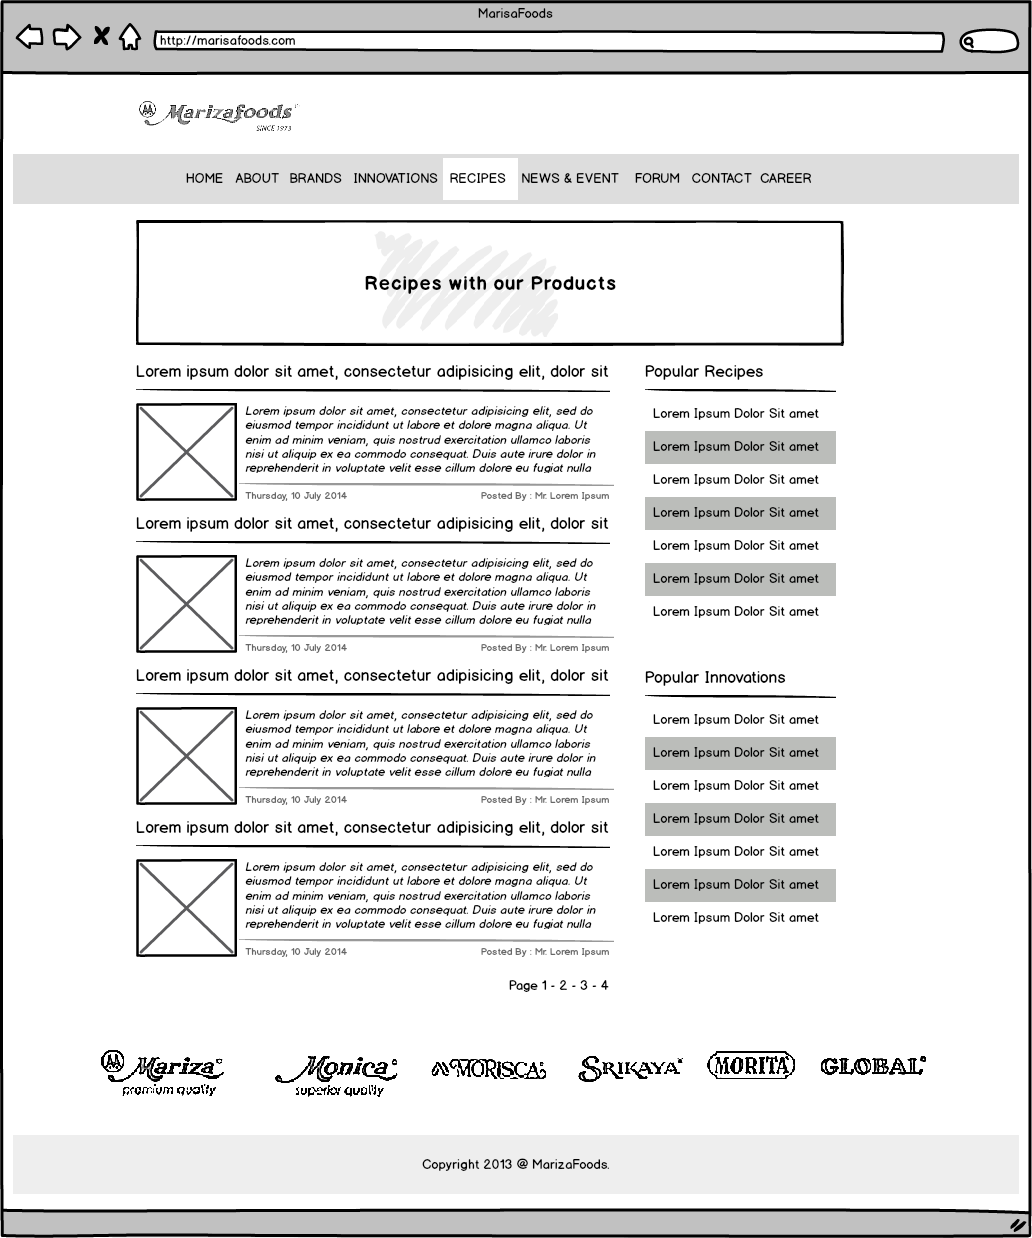 MarisaFoods
http://marisafoods.com
Marizafoods
SINCE 1973
HOME ABOUT BRANDS INNOVATIONS RECIPES NEWS & EVENT FORUM CONTACT CAREER
Recipes with our Products
Lorem ipsum dolor sit amet, consectetur adipisicing elit, dolor sit
Lorem ipsum dolor sit amet, consectetur adipisicing elit, sed do
eiusmod tempor incididunt ut labore et dolore magna aliqua. Ut
enim ad minim veniam, quis nostrud exercitation ullamco laboris
nisi ut aliquip ex ea commodo consequat. Duis aute irure dolor in
reprehenderit in voluptate velit esse cillum dolore eu fugiat nulla
Thursday, 10 July 2014 Posted By : Mr. Lorem Ipsum
Lorem ipsum dolor sit amet, consectetur adipisicing elit, dolor sit
Lorem ipsum dolor sit amet, consectetur adipisicing elit, sed do
eiusmod tempor incididunt ut labore et dolore magna aliqua. Ut
enim ad minim veniam, quis nostrud exercitation ullamco laboris
nisi ut aliquip ex ea commodo consequat. Duis aute irure dolor in
reprehenderit in voluptate velit esse cillum dolore eu fugiat nulla
Thursday, 10 July 2014 Posted By : Mr. Lorem Ipsum
Lorem ipsum dolor sit amet, consectetur adipisicing elit, dolor sit
Lorem ipsum dolor sit amet, consectetur adipisicing elit, sed do
eiusmod tempor incididunt ut labore et dolore magna aliqua. Ut
enim ad minim veniam, quis nostrud exercitation ullamco laboris
nisi ut aliquip ex ea commodo consequat. Duis aute irure dolor in
reprehenderit in voluptate velit esse cillum dolore eu fugiat nulla
Thursday, 10 July 2014 Posted By : Mr. Lorem Ipsum
Lorem ipsum dolor sit amet, consectetur adipisicing elit, dolor sit
Lorem ipsum dolor sit amet, consectetur adipisicing elit, sed do
eiusmod tempor incididunt ut labore et dolore magna aliqua. Ut
enim ad minim veniam, quis nostrud exercitation ullamco laboris
nisi ut aliquip ex ea commodo consequat. Duis aute irure dolor in
reprehenderit in voluptate velit esse cillum dolore eu fugiat nulla
Thursday, 10 July 2014 Posted By : Mr. Lorem Ipsum
Page 1 - 2 - 3 - 4
Popular Recipes
Lorem Ipsum Dolor Sit amet
Lorem Ipsum Dolor Sit amet
Lorem Ipsum Dolor Sit amet
Lorem Ipsum Dolor Sit amet
Lorem Ipsum Dolor Sit amet
Lorem Ipsum Dolor Sit amet
Lorem Ipsum Dolor Sit amet
Popular Innovations
Lorem Ipsum Dolor Sit amet
Lorem Ipsum Dolor Sit amet
Lorem Ipsum Dolor Sit amet
Lorem Ipsum Dolor Sit amet
Lorem Ipsum Dolor Sit amet
Lorem Ipsum Dolor Sit amet
Lorem Ipsum Dolor Sit amet
Mariza
premium quality
Monica
superior quality
MORISCA
SRIKAYA
MORITA
GLOBAL
Copyright 2013 @ MarizaFoods.